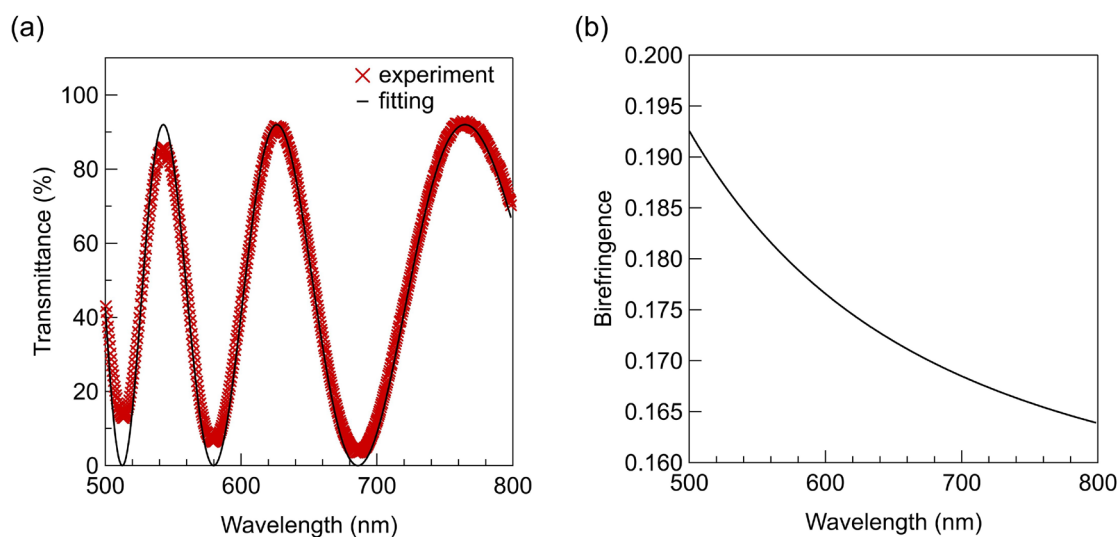 (a)
100
80
60
40
20
0
Transmittance (%)
× experiment
– fitting
500
600
700
800
Wavelength (nm)
(b)
0.200
0.195
0.190
0.185
0.180
0.175
0.170
0.165
0.160
Birefringence
500
600
700
800
Wavelength (nm)